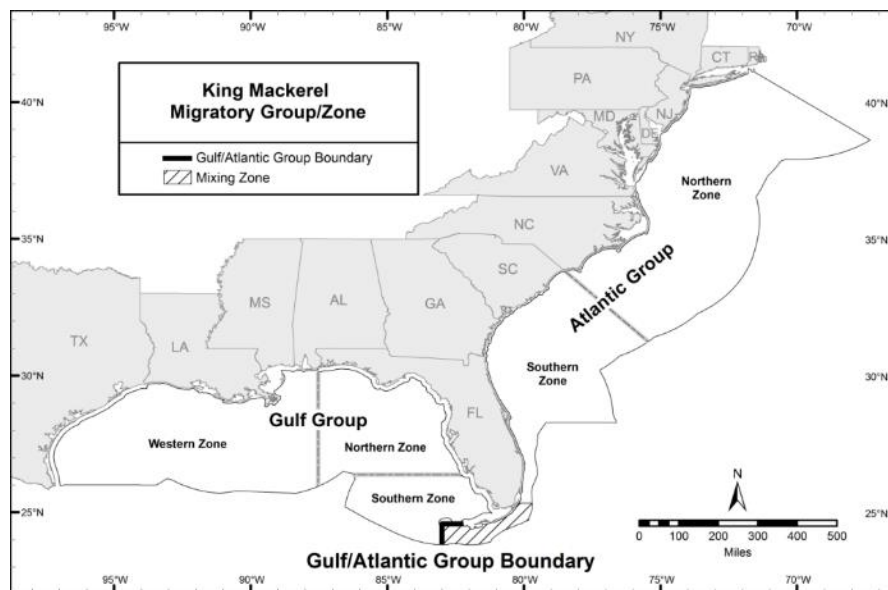 95°W 90°W 85°W 80°W 75°W 70°W
King Mackerel
Migratory Group/Zone
Gulf/Atlantic Group Boundary
Mixing Zone
NY
CT
RI
PA
40°N
40°N
NJ
MD
DE
VA
Northern
Zone
NC
35°N
35°N
SC
Atlantic Group
MS
AL
GA
TX
LA
Southern
Zone
30°N
30°N
FL
Gulf Group
Western Zone
Northern Zone
Southern Zone
N
25°N
25°N
0 100 200 300 400 500
Miles
Gulf/Atlantic Group Boundary
95°W 90°W 85°W 80°W 75°W 70°W